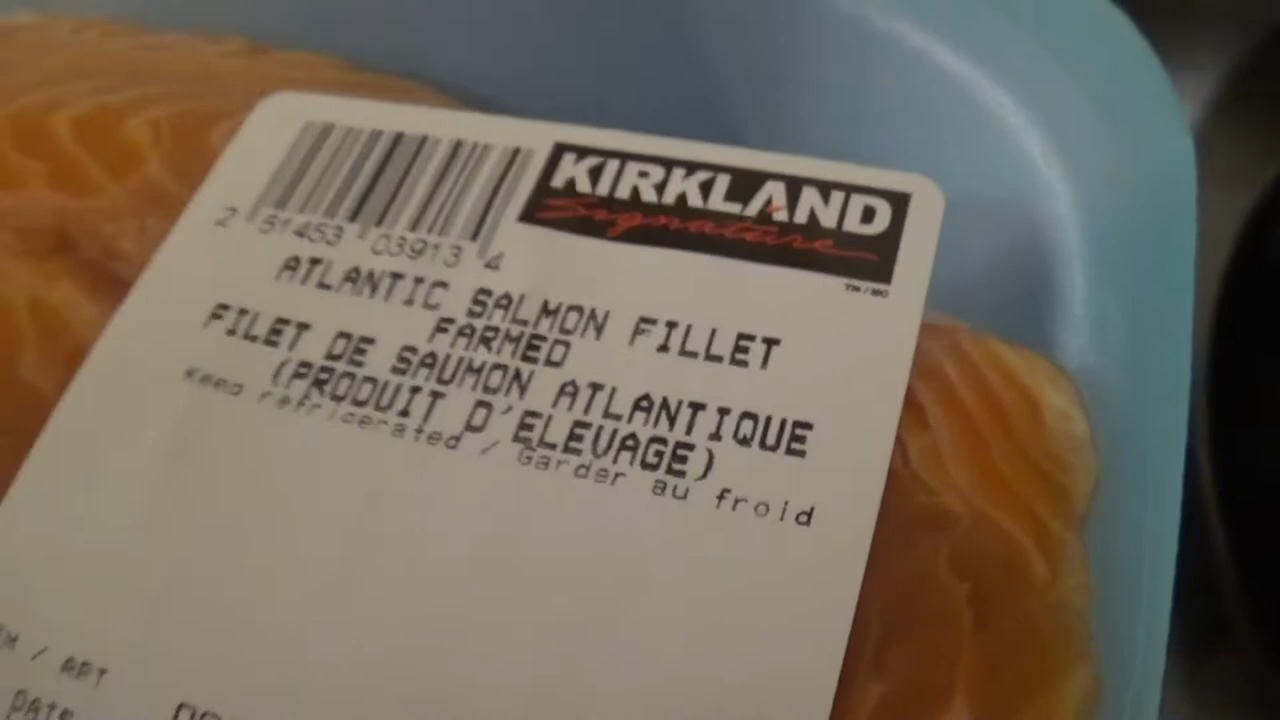 KIRKLAND
Signature
TM/MC
2 51453 03913 4
ATLANTIC SALMON FILLET
FARMED
FILET DE SAUMON ATLANTIQUE
(PRODUIT D'ELEVAGE)
Keep refrigerated / Garder au froid
/ ART